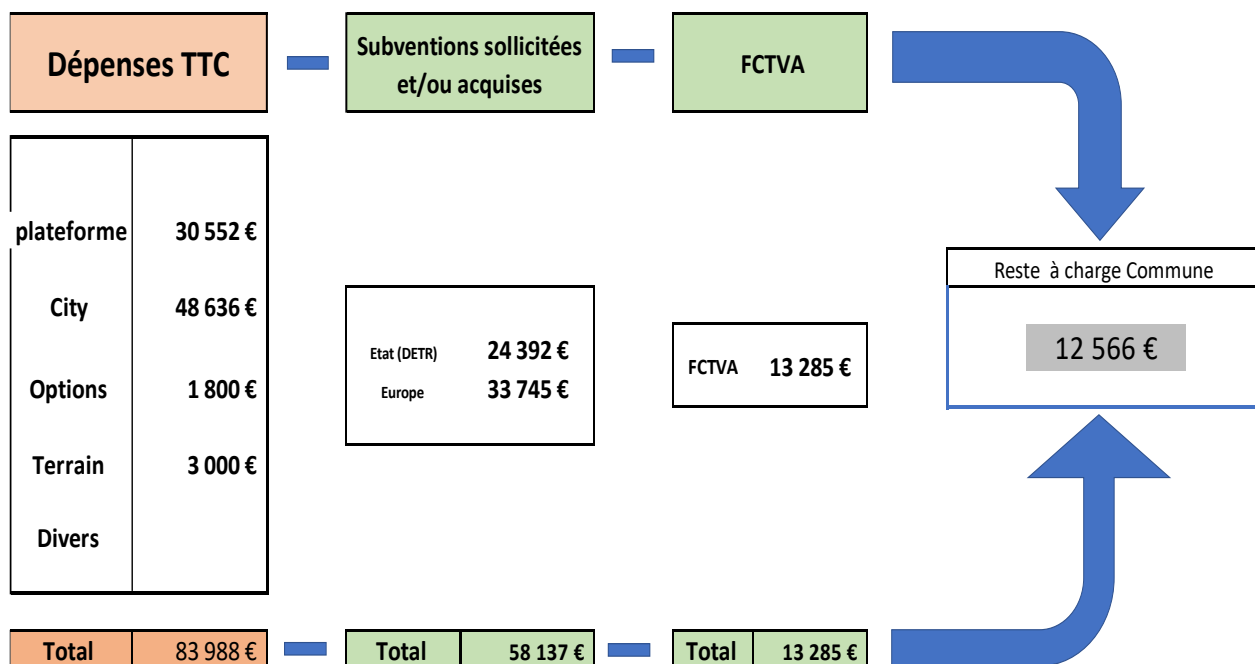 Dépenses TTC
Subventions sollicitées
et/ou acquises
FCTVA
plateforme 30 552 €
City 48 636 €
Options 1 800 €
Terrain 3 000 €
Divers
Etat (DETR) 24 392 €
Europe 33 745 €
FCTVA 13 285 €
Reste à charge Commune
12 566 €
Total 83 988 €
Total 58 137 €
Total 13 285 €